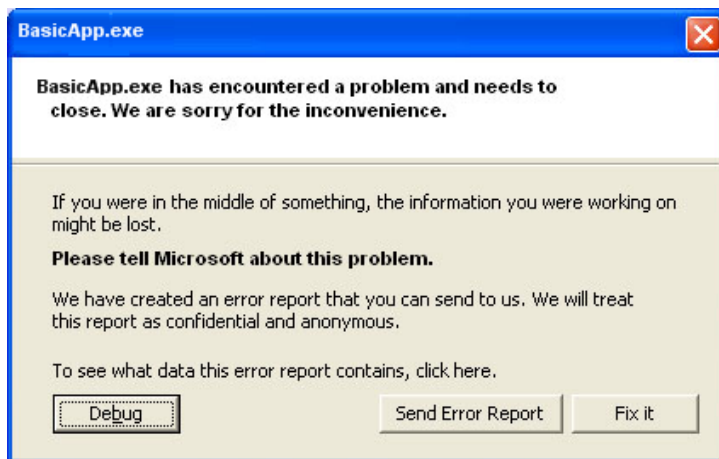 BasicApp.exe
BasicApp.exe has encountered a problem and needs to
close. We are sorry for the inconvenience.
If you were in the middle of something, the information you were working on
might be lost.
Please tell Microsoft about this problem.
We have created an error report that you can send to us. We will treat
this report as confidential and anonymous.
To see what data this error report contains, click here.
Debug Send Error Report Fix it